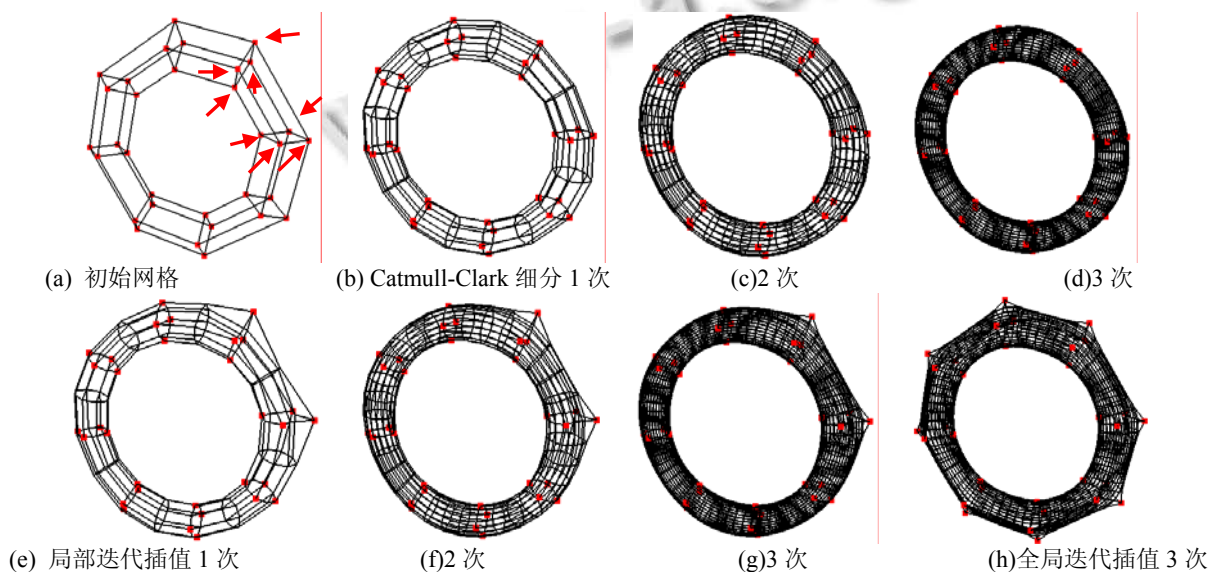 (a) 初始网格
(b) Catmull-Clark 细分 1 次
(c)2 次
(d)3 次
(e) 局部迭代插值 1 次
(f)2 次
(g)3 次
(h)全局迭代插值 3 次